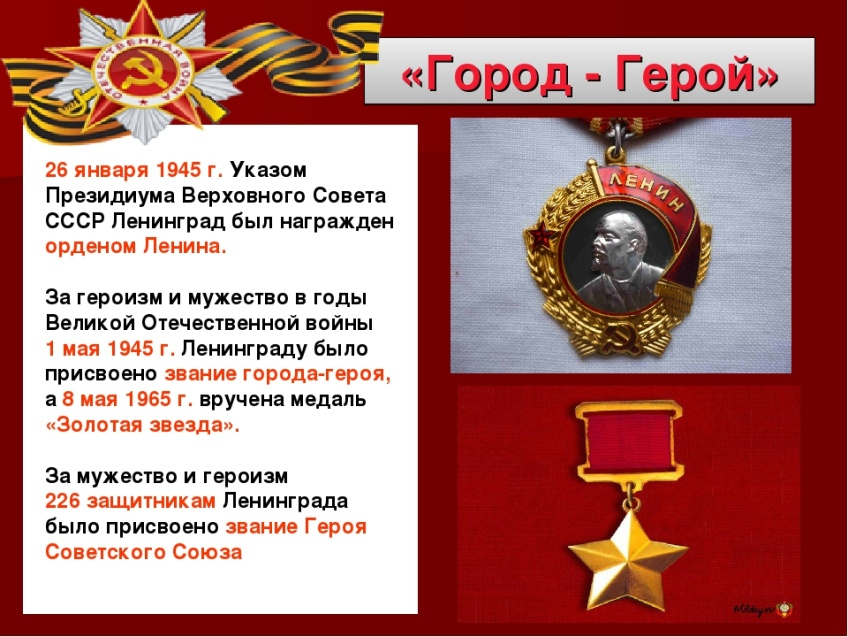 ОТЕЧЕСТВЕННАЯ ВОЙНА
«Город - Герой»
26 января 1945 г. Указом
Президиума Верховного Совета
СССР Ленинград был награжден
орденом Ленина.
За героизм и мужество в годы
Великой Отечественной войны
1 мая 1945 г. Ленинграду было
присвоено звание города-героя,
а 8 мая 1965 г. вручена медаль
«Золотая звезда».
За мужество и героизм
226 защитникам Ленинграда
было присвоено звание Героя
Советского Союза
ЛЕНИН